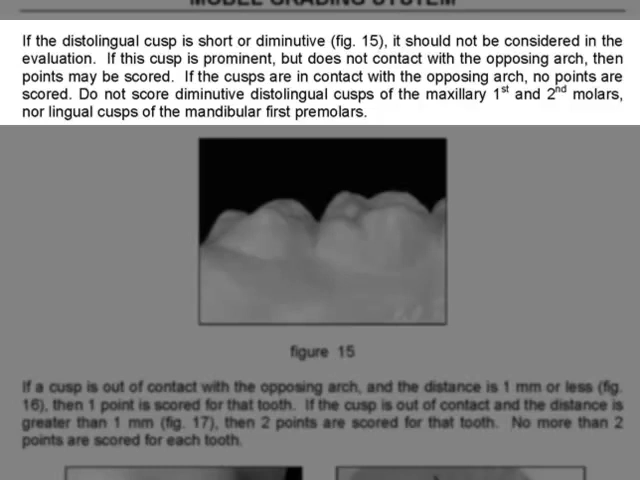 MODEL GRADING SYSTEM
If the distolingual cusp is short or diminutive (fig. 15), it should not be considered in the
evaluation. If this cusp is prominent, but does not contact with the opposing arch, then
points may be scored. If the cusps are in contact with the opposing arch, no points are
scored. Do not score diminutive distolingual cusps of the maxillary 1st and 2nd molars,
nor lingual cusps of the mandibular first premolars.
figure 15
If a cusp is out of contact with the opposing arch, and the distance is 1 mm or less (fig.
16), then 1 point is scored for that tooth. If the cusp is out of contact and the distance is
greater than 1 mm (fig. 17), then 2 points are scored for that tooth. No more than 2
points are scored for each tooth.